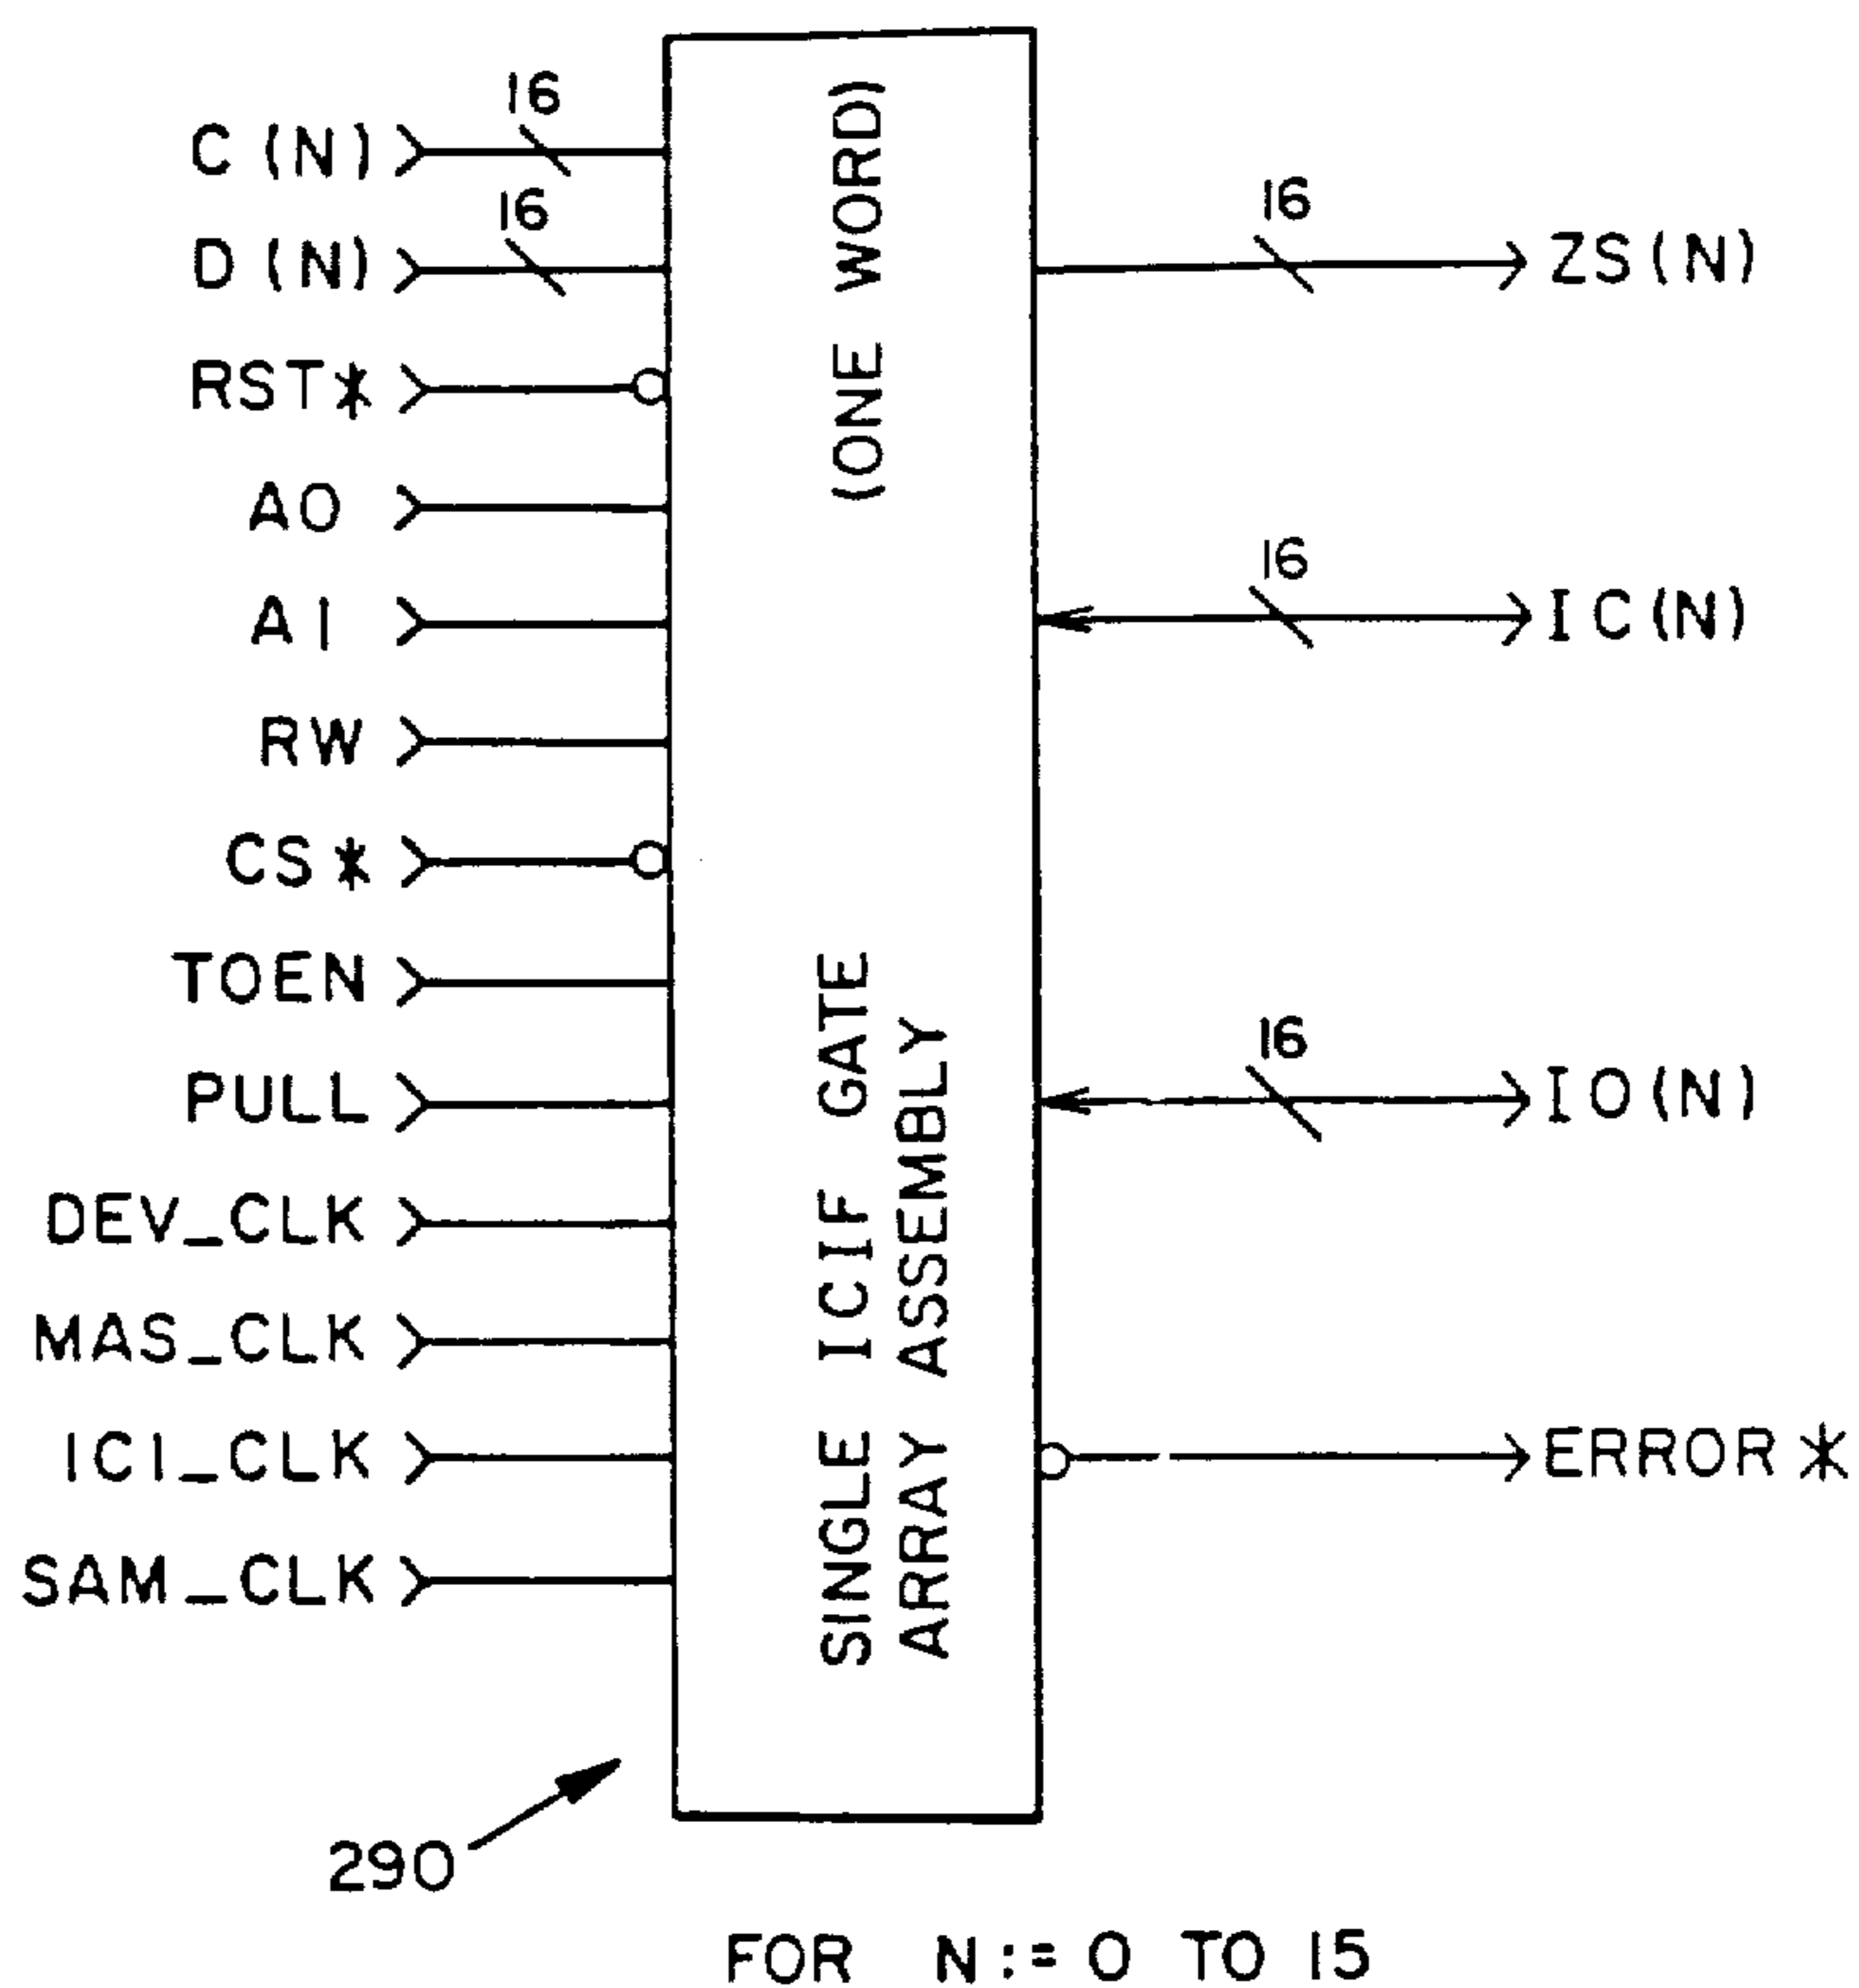 C(N)
16
D(N)
16
RST*
A0
A1
RW
CS*
TOEN
PULL
DEV_CLK
MAS_CLK
ICI_CLK
SAM_CLK
SINGLE ICIF GATE (ONE WORD)
ARRAY ASSEMBLY
16
ZS(N)
16
IC(N)
16
IO(N)
ERROR*
290
FOR N:= 0 TO 15